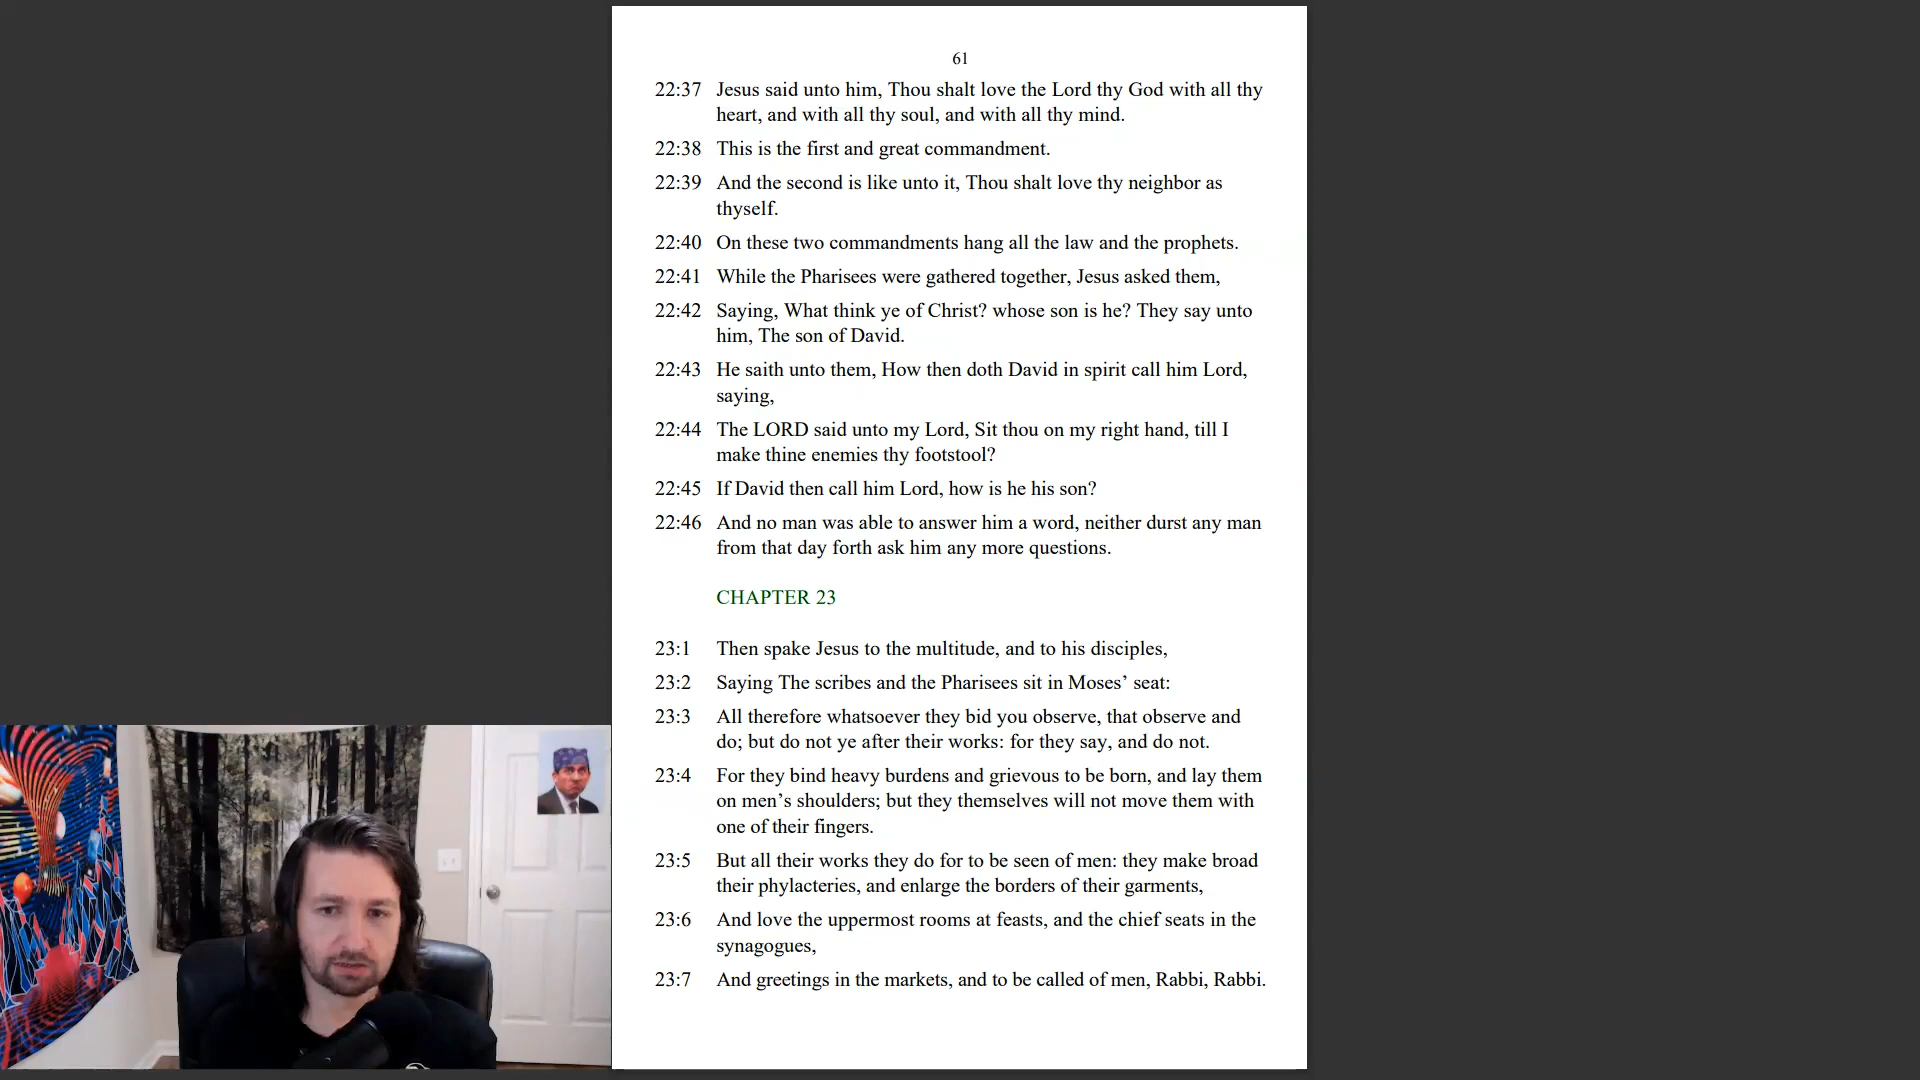 61
22:37 Jesus said unto him, Thou shalt love the Lord thy God with all thy
heart, and with all thy soul, and with all thy mind.
22:38 This is the first and great commandment.
22:39 And the second is like unto it, Thou shalt love thy neighbor as
thyself.
22:40 On these two commandments hang all the law and the prophets.
22:41 While the Pharisees were gathered together, Jesus asked them,
22:42 Saying, What think ye of Christ? whose son is he? They say unto
him, The son of David.
22:43 He saith unto them, How then doth David in spirit call him Lord,
saying,
22:44 The LORD said unto my Lord, Sit thou on my right hand, till I
make thine enemies thy footstool?
22:45 If David then call him Lord, how is he his son?
22:46 And no man was able to answer him a word, neither durst any man
from that day forth ask him any more questions.
CHAPTER 23
23:1 Then spake Jesus to the multitude, and to his disciples,
23:2 Saying The scribes and the Pharisees sit in Moses’ seat:
23:3 All therefore whatsoever they bid you observe, that observe and
do; but do not ye after their works: for they say, and do not.
23:4 For they bind heavy burdens and grievous to be born, and lay them
on men’s shoulders; but they themselves will not move them with
one of their fingers.
23:5 But all their works they do for to be seen of men: they make broad
their phylacteries, and enlarge the borders of their garments,
23:6 And love the uppermost rooms at feasts, and the chief seats in the
synagogues,
23:7 And greetings in the markets, and to be called of men, Rabbi, Rabbi.